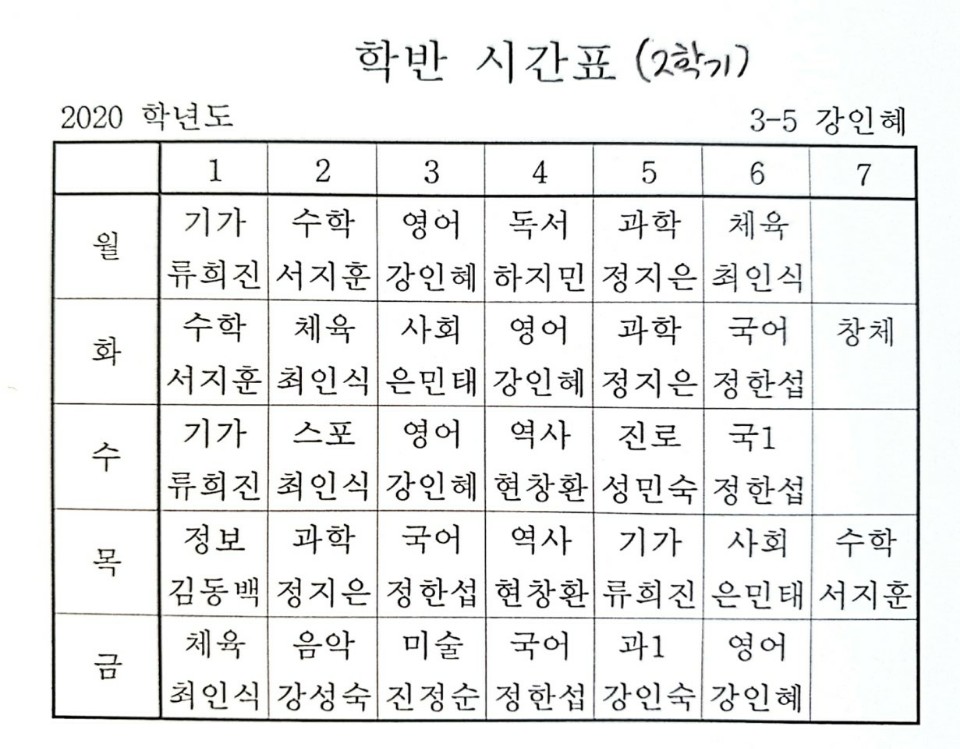 학반 시간표 (2학기)
2020 학년도 3-5 강인혜
1 2 3 4 5 6 7
월 기가 수학 영어 독서 과학 체육
류희진 서지훈 강인혜 하지민 정지은 최인식
화 수학 체육 사회 영어 과학 국어 창체
서지훈 최인식 은민태 강인혜 정지은 정한섭
수 기가 스포 영어 역사 진로 국1
류희진 최인식 강인혜 현창환 성민숙 정한섭
목 정보 과학 국어 역사 기가 사회 수학
김동백 정지은 정한섭 현창환 류희진 은민태 서지훈
금 체육 음악 미술 국어 과1 영어
최인식 강성숙 진정순 정한섭 강인숙 강인혜